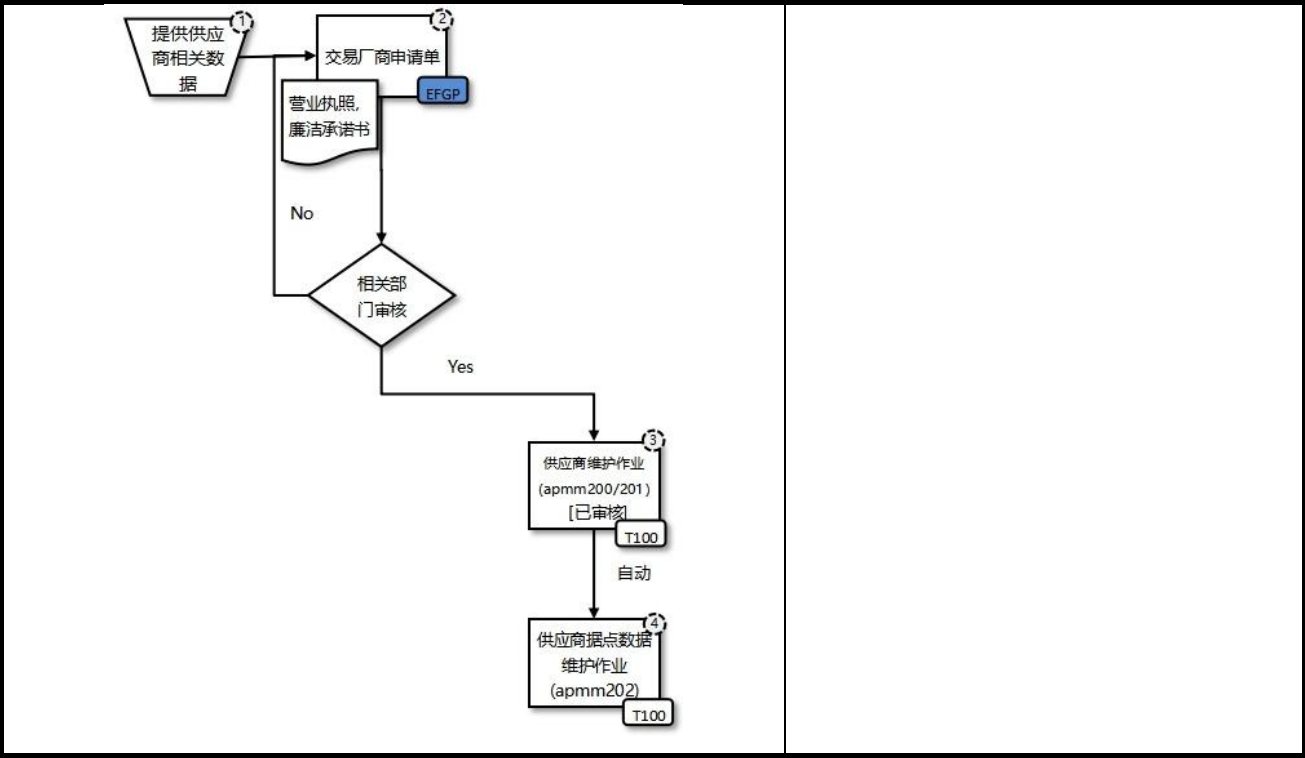 ①
提供供应
商相关数
据
②
交易厂商申请单
EFGP
营业执照,
廉洁承诺书
No
相关部
门审核
Yes
③
供应商维护作业
(apmm200/201)
[已审核]
T100
自动
④
供应商据点数据
维护作业
(apmm202)
T100